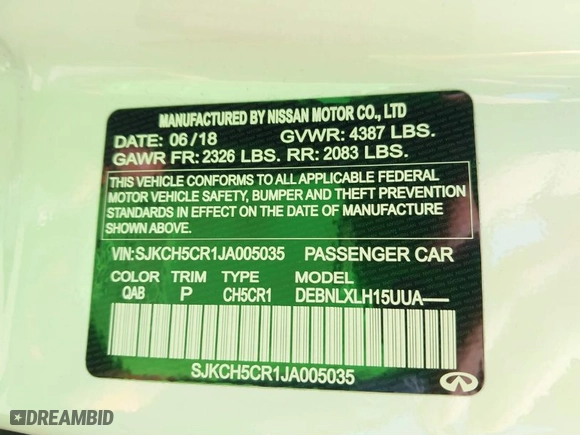 MANUFACTURED BY NISSAN MOTOR CO., LTD
DATE: 06/18 GVWR: 4387 LBS.
GAWR FR: 2326 LBS. RR: 2083 LBS.
THIS VEHICLE CONFORMS TO ALL APPLICABLE FEDERAL
MOTOR VEHICLE SAFETY, BUMPER AND THEFT PREVENTION
STANDARDS IN EFFECT ON THE DATE OF MANUFACTURE
SHOWN ABOVE.
VIN:SJKCH5CR1JA005035 PASSENGER CAR
COLOR TRIM TYPE MODEL
QAB P CH5CR1 DEBNLXLH15UUA—
SJKCH5CR1JA005035
DREAMBID